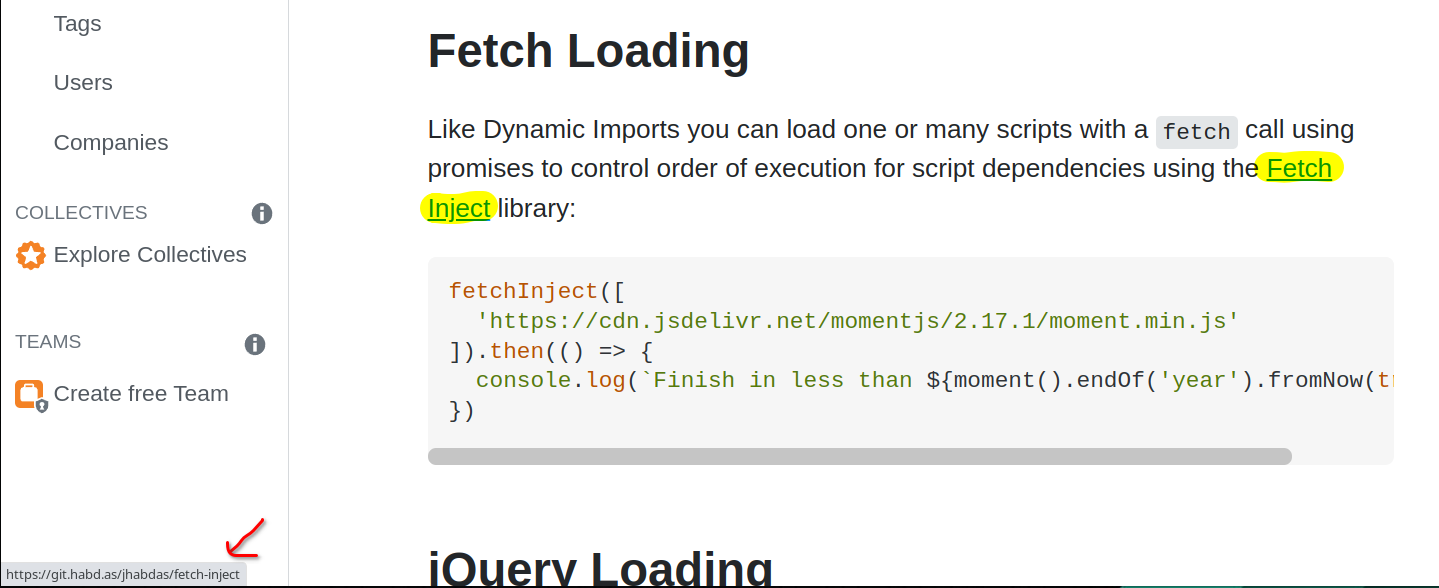 Tags
Users
Companies
COLLECTIVES
Explore Collectives
TEAMS
Create free Team
https://git.habd.as/jhabdas/fetch-inject
Fetch Loading
Like Dynamic Imports you can load one or many scripts with a fetch call using
promises to control order of execution for script dependencies using the Fetch
Inject library:
fetchInject([
  'https://cdn.jsdelivr.net/momentjs/2.17.1/moment.min.js'
]).then(() => {
  console.log(`Finish in less than ${moment().endOf('year').fromNow(tr
})
jQuery Loading